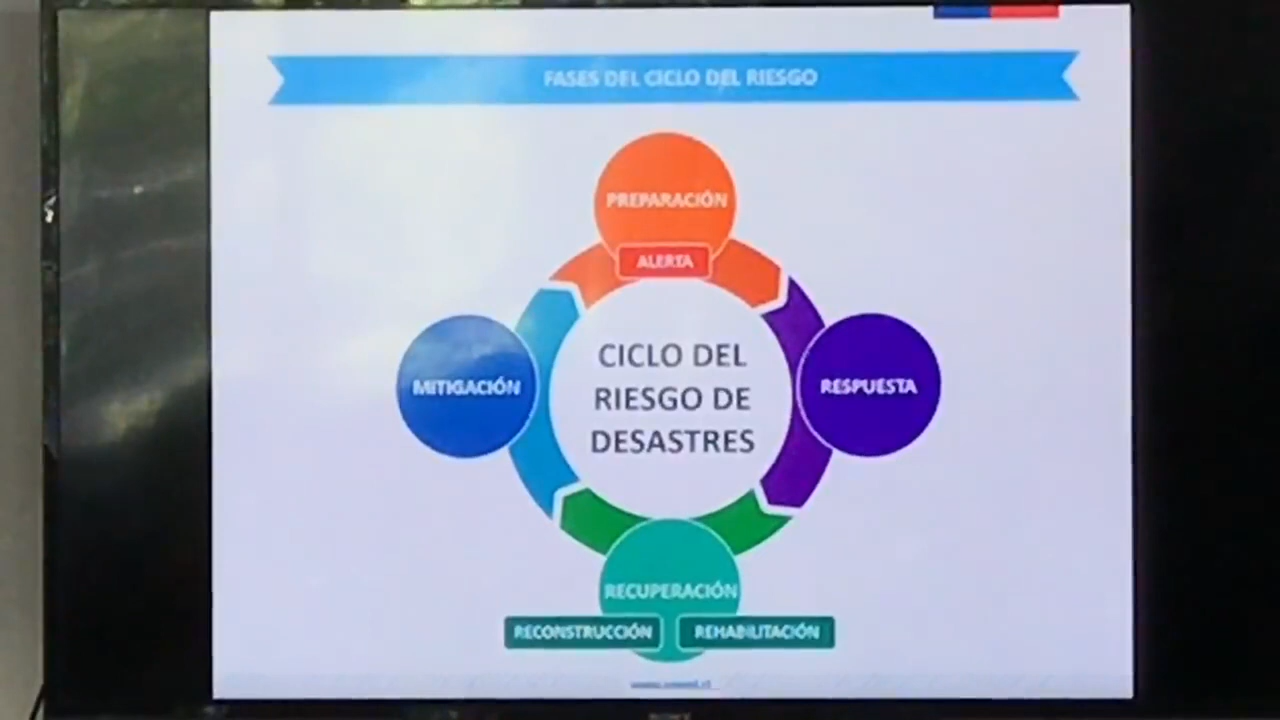 FASES DEL CICLO DEL RIESGO
PREPARACIÓN
ALERTA
CICLO DEL
RIESGO DE
DESASTRES
MITIGACIÓN
RESPUESTA
RECUPERACIÓN
RECONSTRUCCIÓN
REHABILITACIÓN